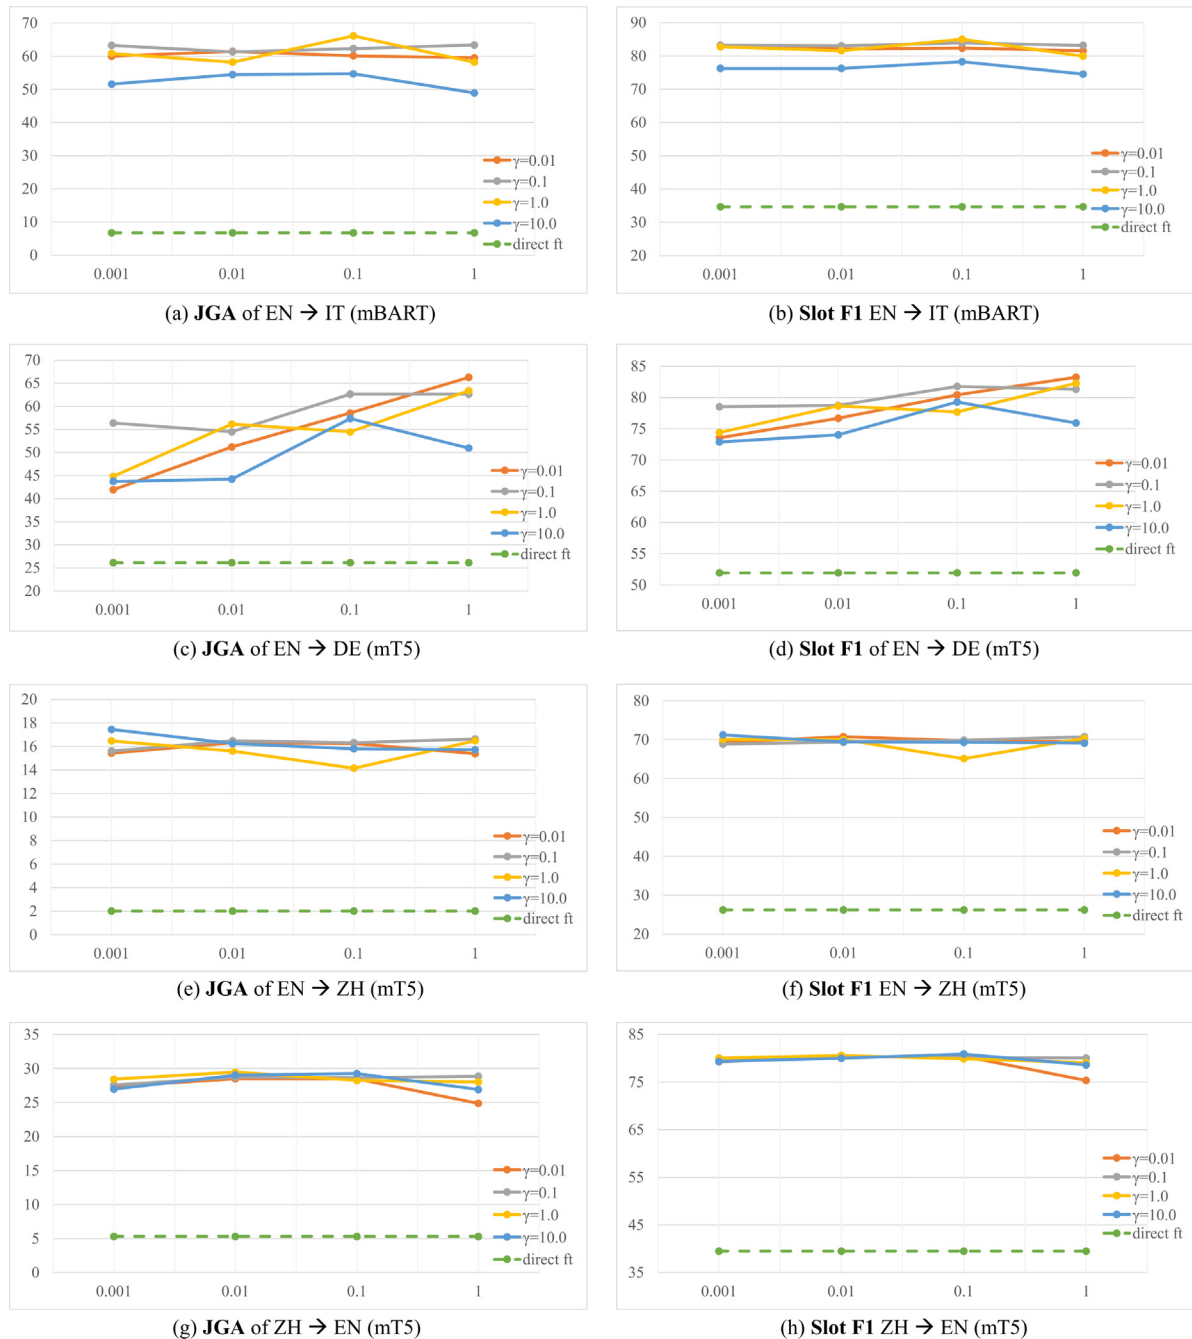 70
60
50
40
30
20
10
0
0.001 0.01 0.1 1
γ=0.01
γ=0.1
γ=1.0
γ=10.0
direct ft
(a) JGA of EN → IT (mBART)
90
80
70
60
50
40
30
20
0.001 0.01 0.1 1
γ=0.01
γ=0.1
γ=1.0
γ=10.0
direct ft
(b) Slot F1 EN → IT (mBART)
70
65
60
55
50
45
40
35
30
25
20
0.001 0.01 0.1 1
γ=0.01
γ=0.1
γ=1.0
γ=10.0
direct ft
(c) JGA of EN → DE (mT5)
85
80
75
70
65
60
55
50
0.001 0.01 0.1 1
γ=0.01
γ=0.1
γ=1.0
γ=10.0
direct ft
(d) Slot F1 of EN → DE (mT5)
20
18
16
14
12
10
8
6
4
2
0
0.001 0.01 0.1 1
γ=0.01
γ=0.1
γ=1.0
γ=10.0
direct ft
(e) JGA of EN → ZH (mT5)
80
70
60
50
40
30
20
0.001 0.01 0.1 1
γ=0.01
γ=0.1
γ=1.0
γ=10.0
direct ft
(f) Slot F1 EN → ZH (mT5)
35
30
25
20
15
10
5
0
0.001 0.01 0.1 1
γ=0.01
γ=0.1
γ=1.0
γ=10.0
direct ft
(g) JGA of ZH → EN (mT5)
85
75
65
55
45
35
0.001 0.01 0.1 1
γ=0.01
γ=0.1
γ=1.0
γ=10.0
direct ft
(h) Slot F1 ZH → EN (mT5)